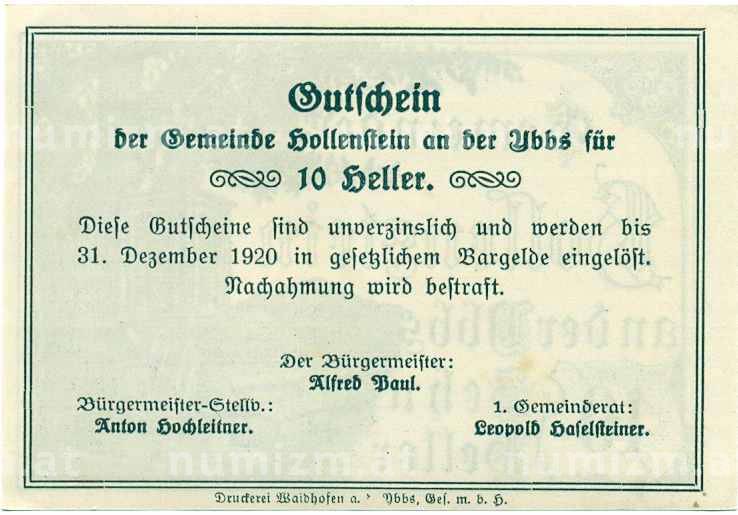 Gutschein
der Gemeinde Hollenstein an der Ybbs für
10 Heller.
Diese Gutscheine sind unverzinslich und werden bis
31. Dezember 1920 in gesetzlichem Bargelde eingelöst.
Nachahmung wird bestraft.
Der Bürgermeister:
Alfred Paul.
Bürgermeister-Stellv.:
Anton Hochleitner.
1. Gemeinderat:
Leopold Haselsteiner.
Druckerei Waidhofen a. d. Ybbs, Ges. m. b. H.
numizm.at